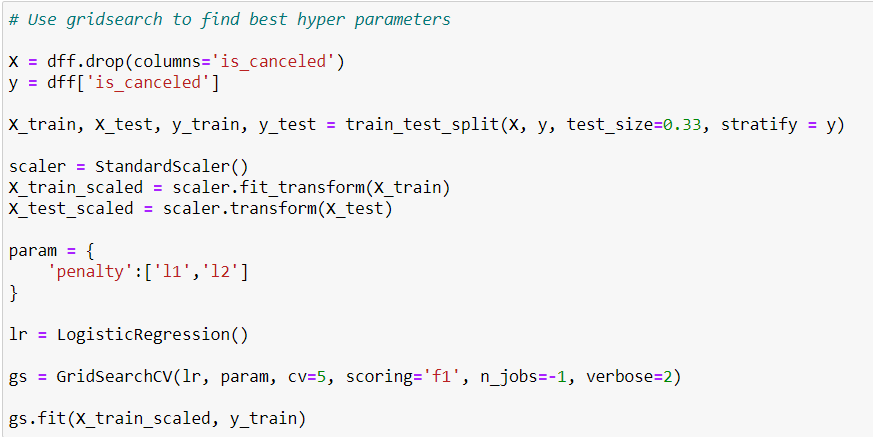 # Use gridsearch to find best hyper parameters
X = dff.drop(columns='is_canceled')
y = dff['is_canceled']
X_train, X_test, y_train, y_test = train_test_split(X, y, test_size=0.33, stratify = y)
scaler = StandardScaler()
X_train_scaled = scaler.fit_transform(X_train)
X_test_scaled = scaler.transform(X_test)
param = {
    'penalty':['l1','l2']
}
lr = LogisticRegression()
gs = GridSearchCV(lr, param, cv=5, scoring='f1', n_jobs=-1, verbose=2)
gs.fit(X_train_scaled, y_train)